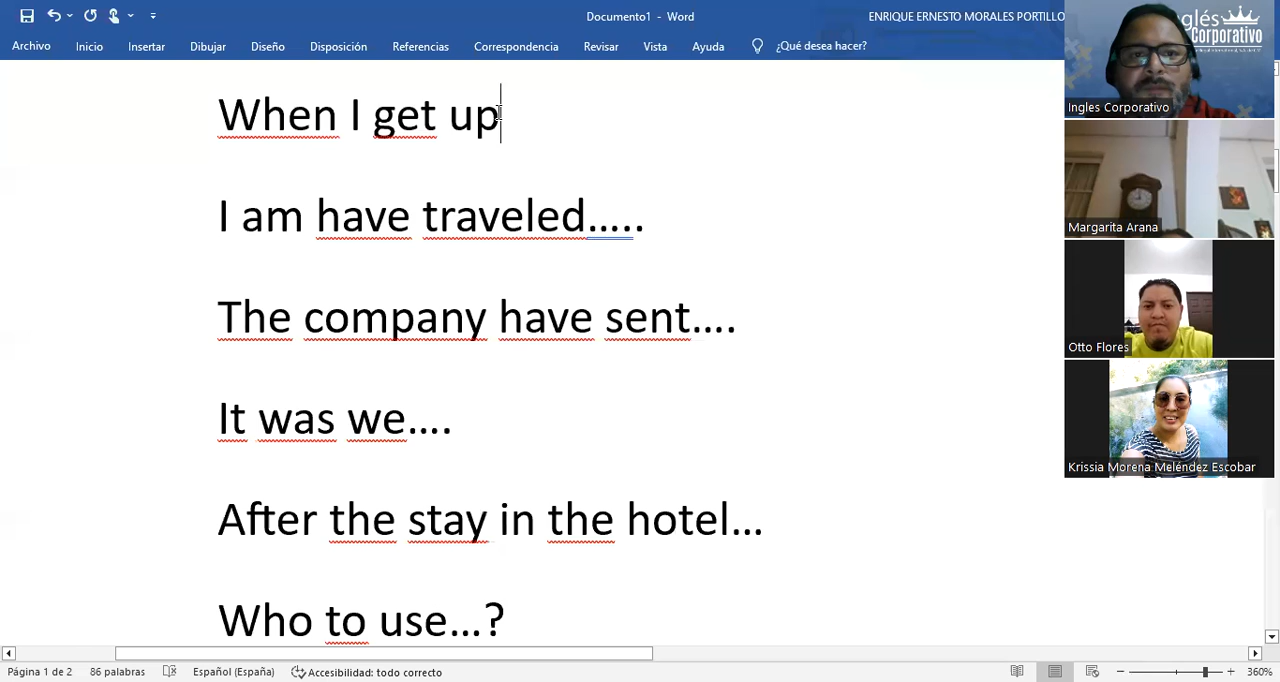 Documento1 - Word
ENRIQUE ERNESTO MORALES PORTILLO
Archivo Inicio Insertar Dibujar Diseño Disposición Referencias Correspondencia Revisar Vista Ayuda ¿Qué desea hacer?
glés
Corporativo
Ingles Corporativo
When I get up
Margarita Arana
I am have traveled......
The company have sent....
Otto Flores
It was we....
Krissia Morena Meléndez Escobar
After the stay in the hotel...
Who to use...?
Página 1 de 2 86 palabras Español (España) Accesibilidad: todo correcto 360%